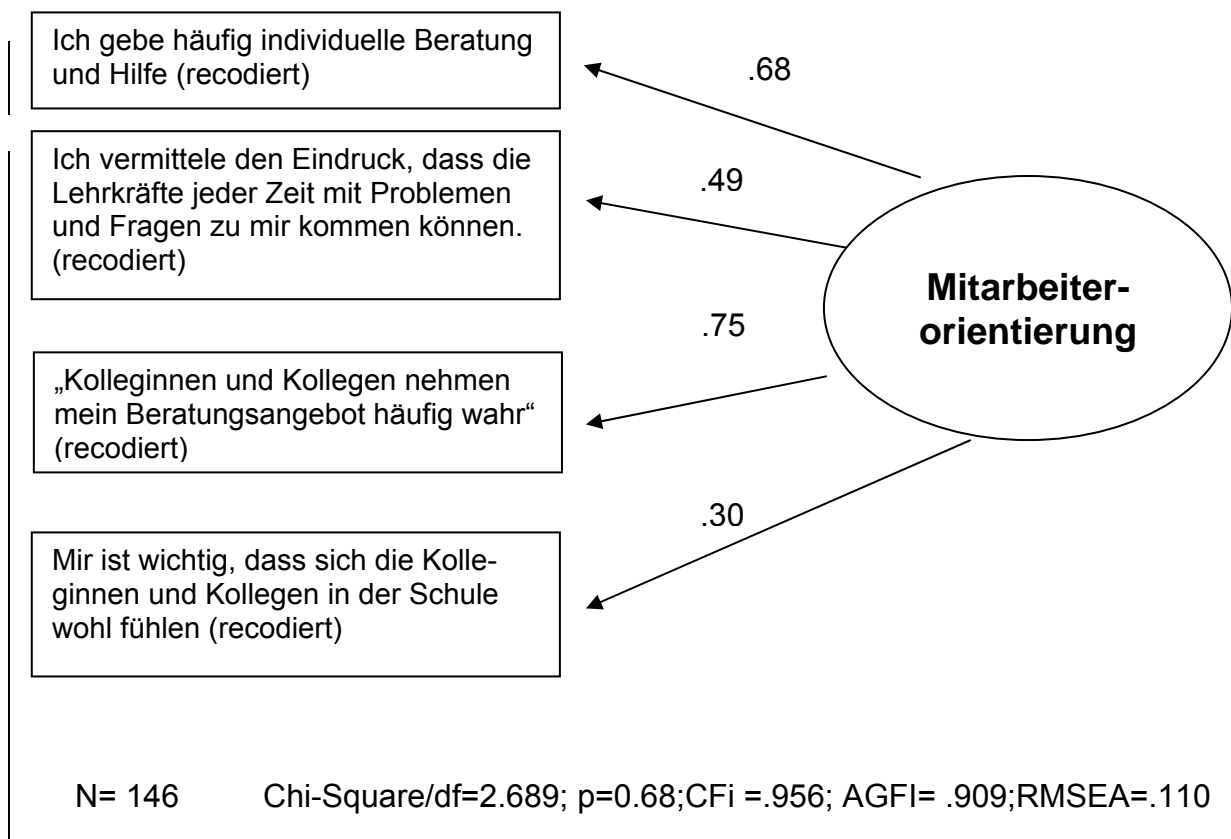 Ich gebe häufig individuelle Beratung
und Hilfe (recodiert)
.68
Ich vermittele den Eindruck, dass die
Lehrkräfte jeder Zeit mit Problemen
und Fragen zu mir kommen können.
(recodiert)
.49
Mitarbeiter-
orientierung
.75
„Kolleginnen und Kollegen nehmen
mein Beratungsangebot häufig wahr“
(recodiert)
.30
Mir ist wichtig, dass sich die Kolle-
ginnen und Kollegen in der Schule
wohl fühlen (recodiert)
N= 146 Chi-Square/df=2.689; p=0.68;CFi =.956; AGFI= .909;RMSEA=.110